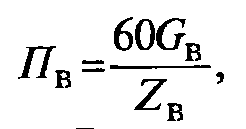 П_В = 60G_В / Z_В,